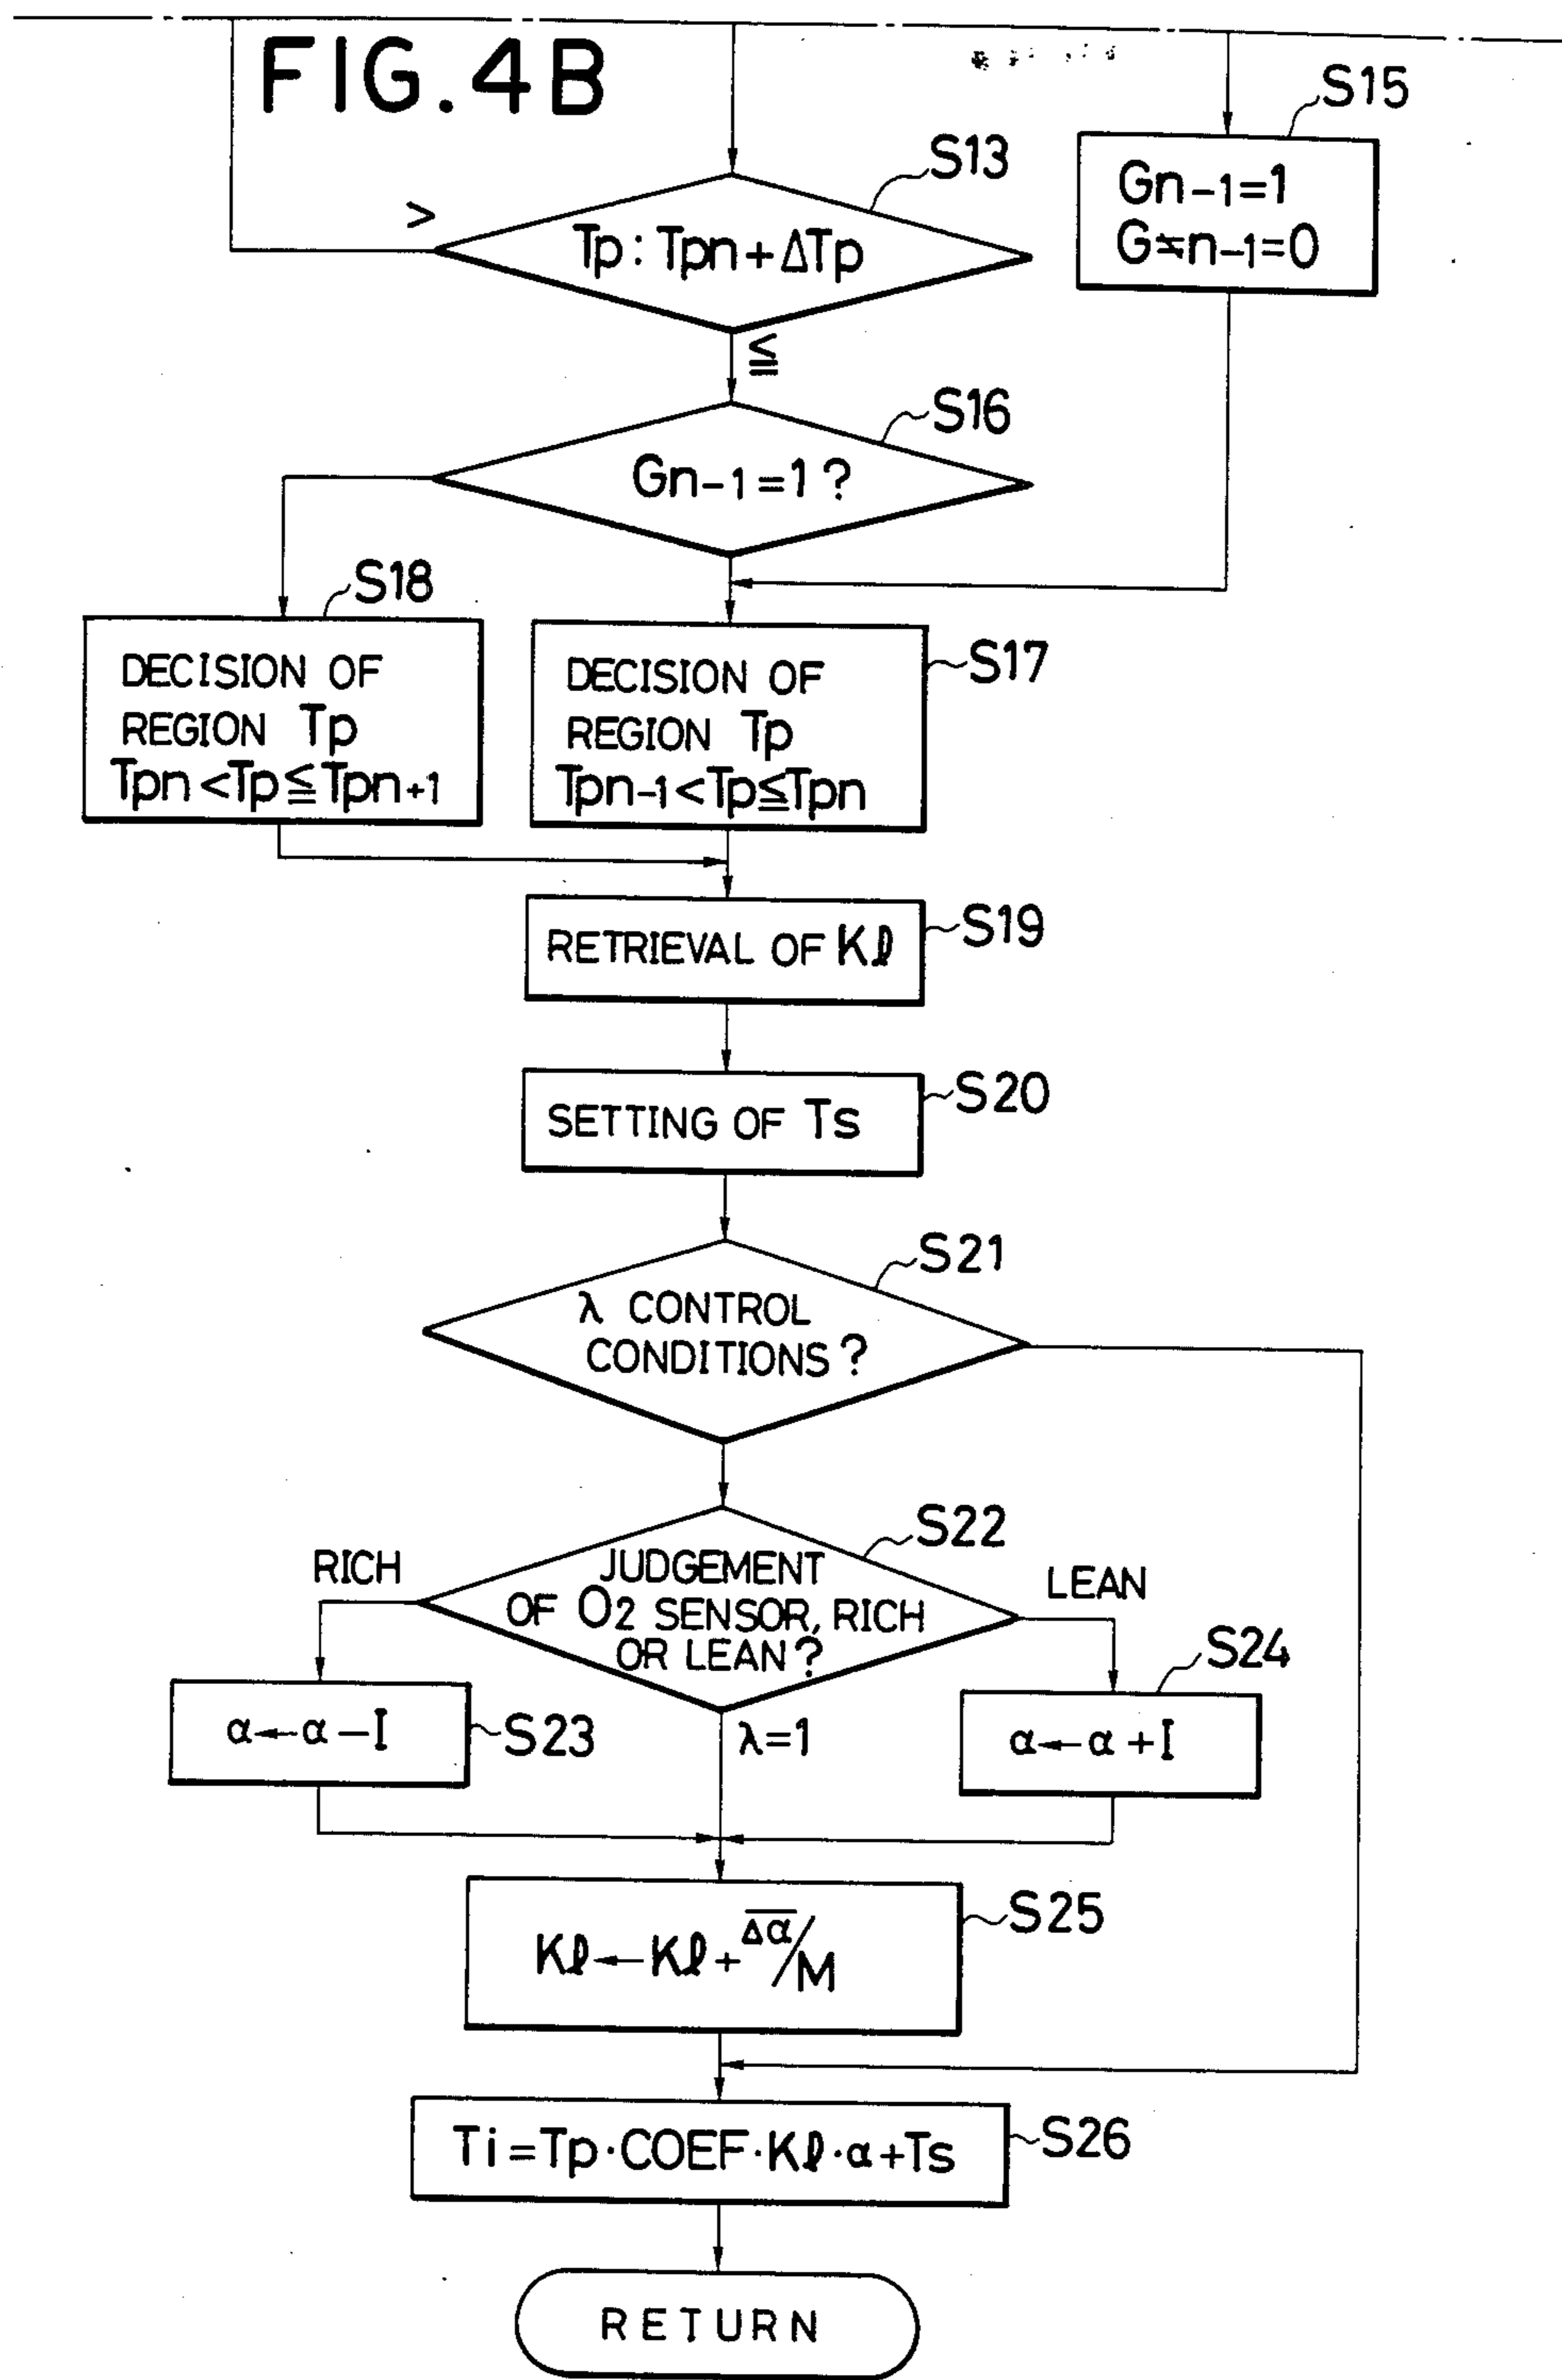 FIG.4B
S15
Gn-1=1
G*n-1=0
S13
>
Tp:Tpn+ΔTp
≦
S16
Gn-1=1?
S18
DECISION OF
REGION Tp
Tpn<Tp≦Tpn+1
S17
DECISION OF
REGION Tp
Tpn-1<Tp≦Tpn
S19
RETRIEVAL OF Kℓ
S20
SETTING OF Ts
S21
λ CONTROL
CONDITIONS?
S22
RICH
JUDGEMENT
OF O2 SENSOR, RICH
OR LEAN?
LEAN
S24
α←α-I
S23
λ=1
α←α+I
S25
Kℓ←Kℓ+Δα̅/M
S26
Ti=Tp·COEF·Kℓ·α+Ts
RETURN